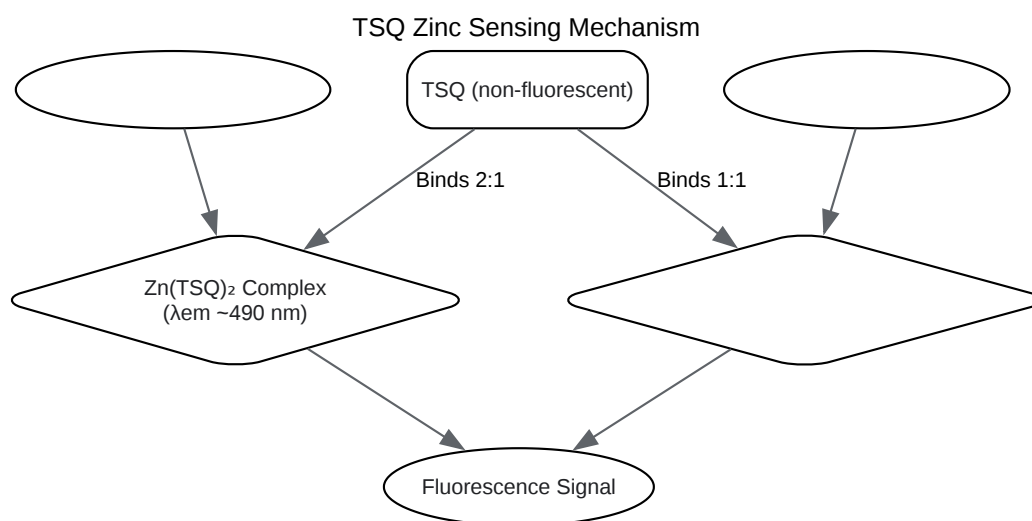 TSQ Zinc Sensing Mechanism
TSQ (non-fluorescent)
Binds 2:1
Binds 1:1
Zn(TSQ)₂ Complex
(λem ~490 nm)
Fluorescence Signal